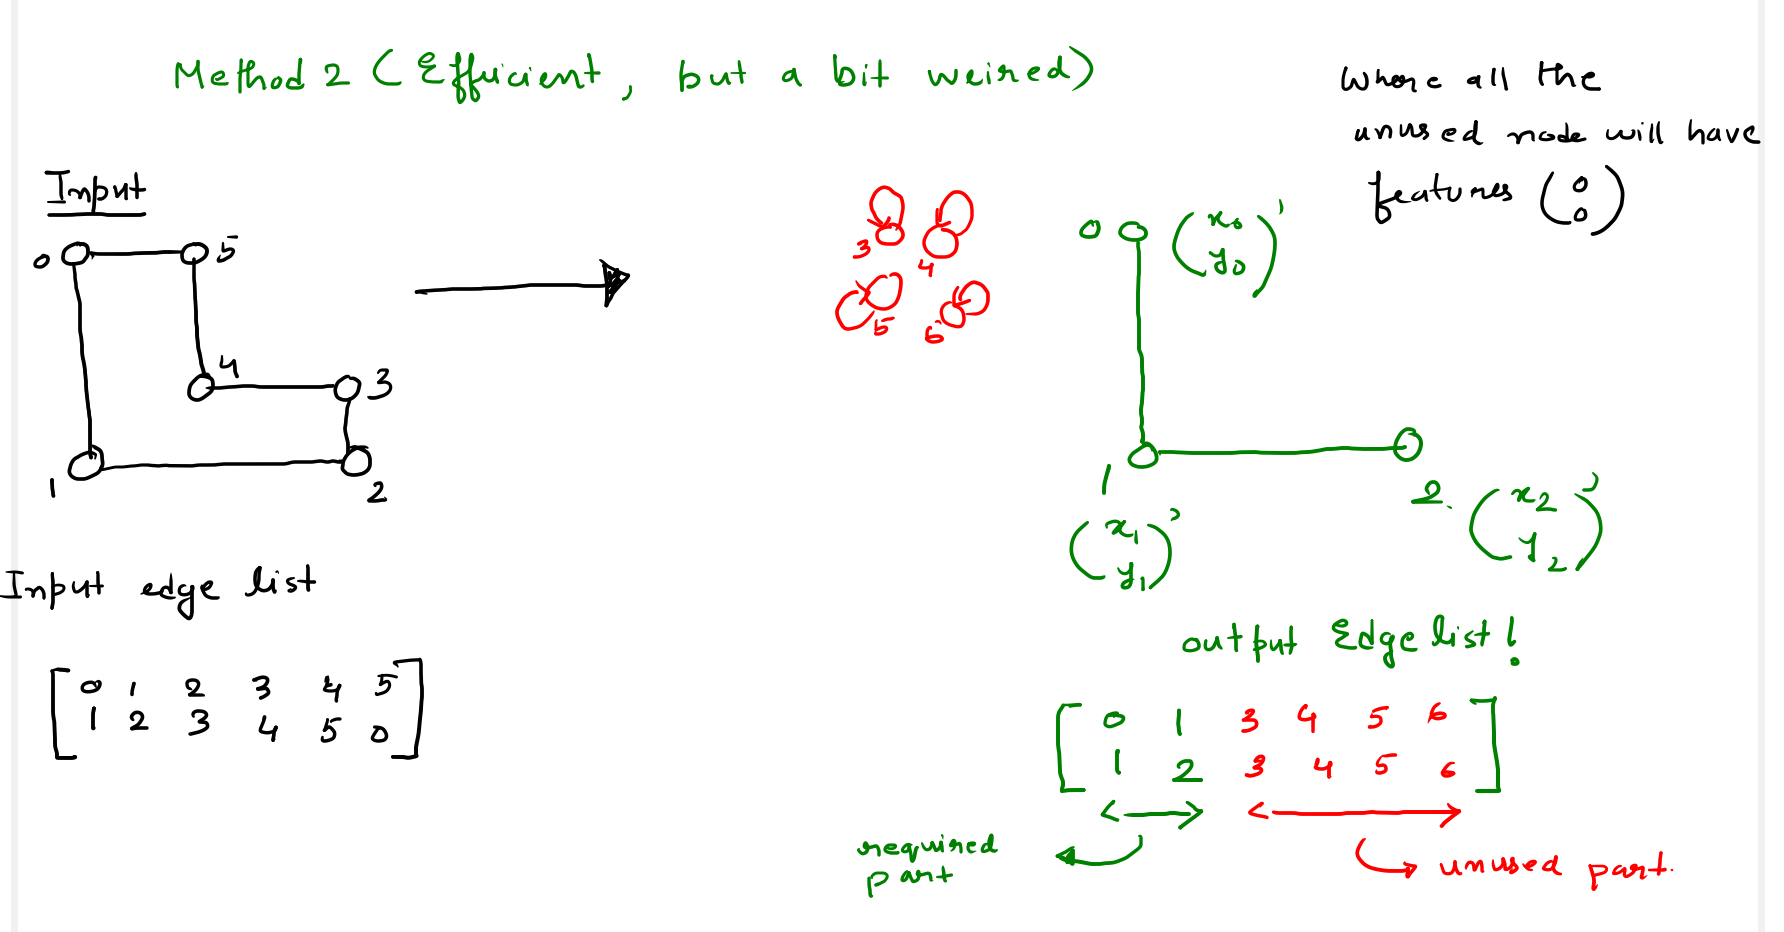 Method 2 (Efficient, but a bit weired)
where all the
unused node will have
features (0
0)
Input
0 5
4 3
1 2
3 4
5 6
0 (x0
y0)'
1 2
(x1
y1)'
(x2
y2)'
Input edge list
[0 1 2 3 4 5
1 2 3 4 5 0]
output Edge list!
[0 1 3 4 5 6
1 2 3 4 5 6]
required
part
unused part.